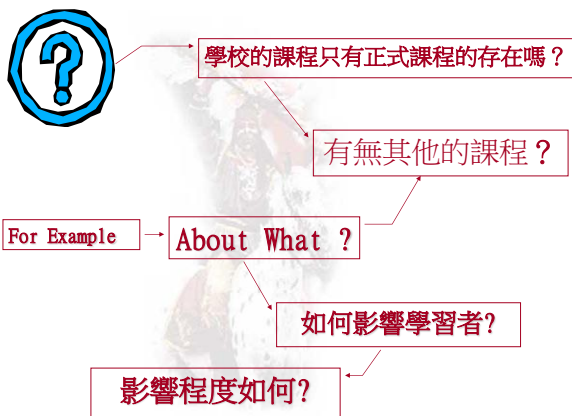 ?
學校的課程只有正式課程的存在嗎？
有無其他的課程？
For Example
About What ?
如何影響學習者?
影響程度如何?